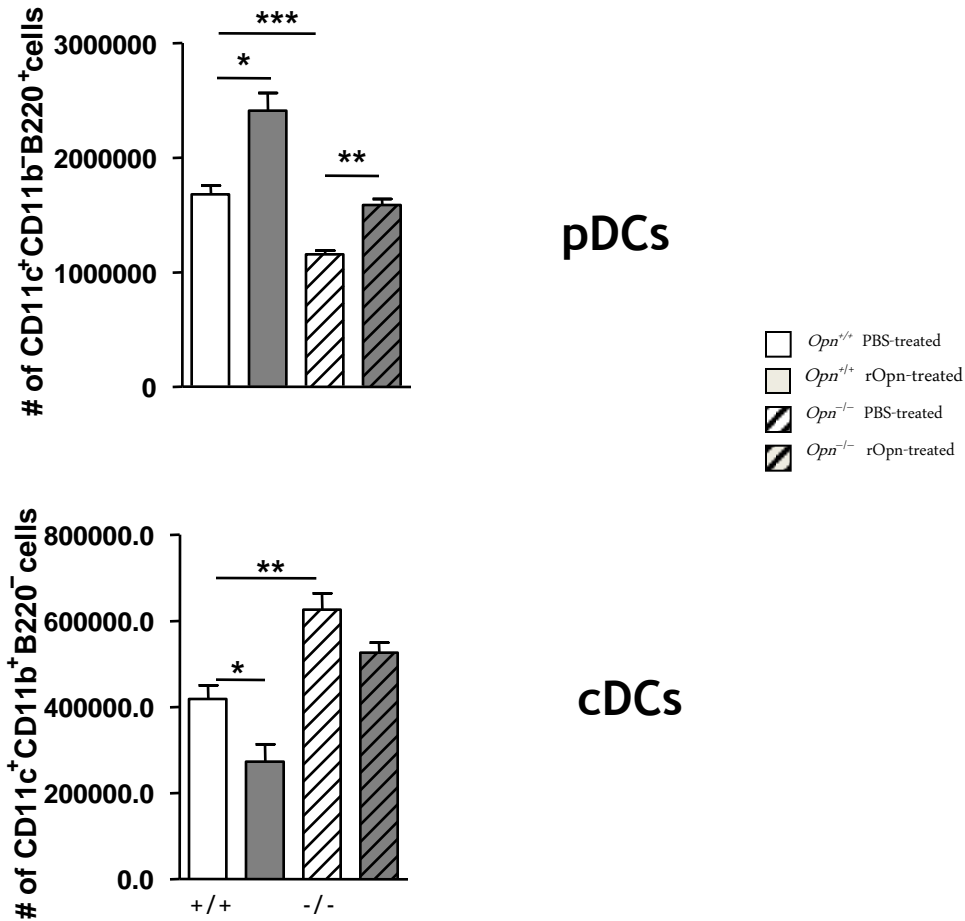 # of CD11c⁺CD11b⁻B220⁺cells
3000000
2000000
1000000
0
***
*
**
pDCs
Opn⁺/⁺ PBS-treated
Opn⁺/⁺ rOpn-treated
Opn⁻/⁻ PBS-treated
Opn⁻/⁻ rOpn-treated
# of CD11c⁺CD11b⁺B220⁻cells
800000.0
600000.0
400000.0
200000.0
0.0
**
*
cDCs
+/+ -/-